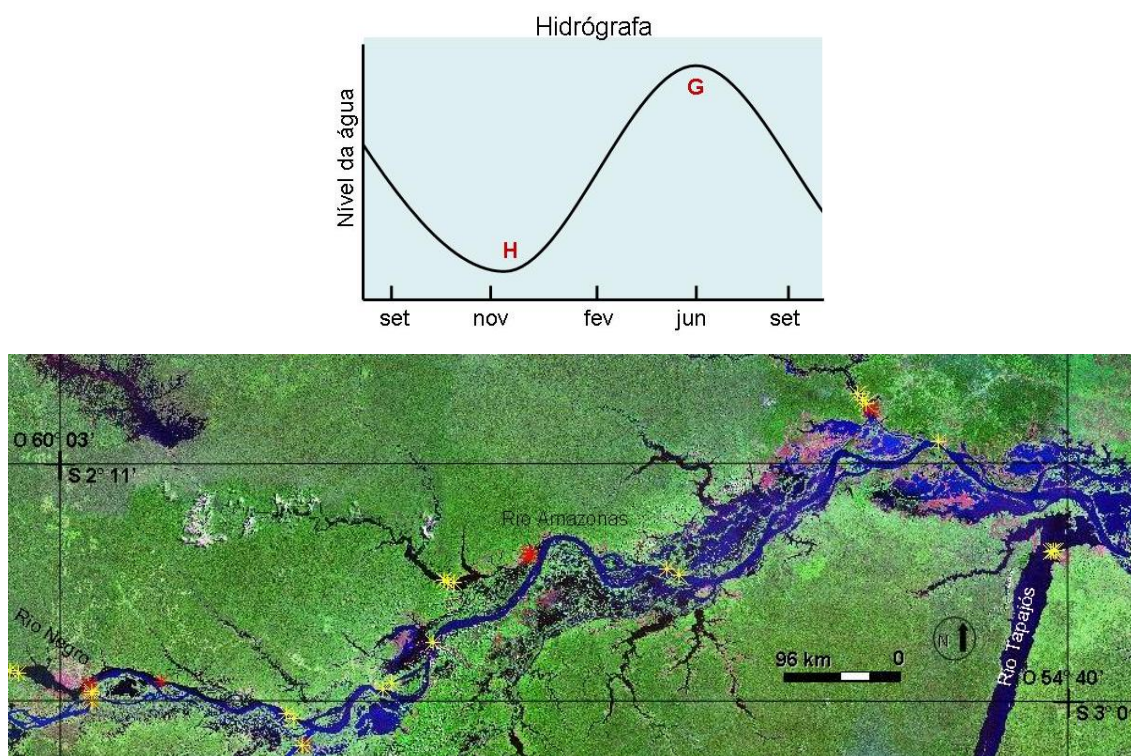 Hidrógrafa
Nível da água
G
H
set nov fev jun set
O 60° 03'
S 2° 11'
Rio Amazonas
Rio Negro
Rio Tapajós
N
96 km 0
O 54° 40'
S 3° 0